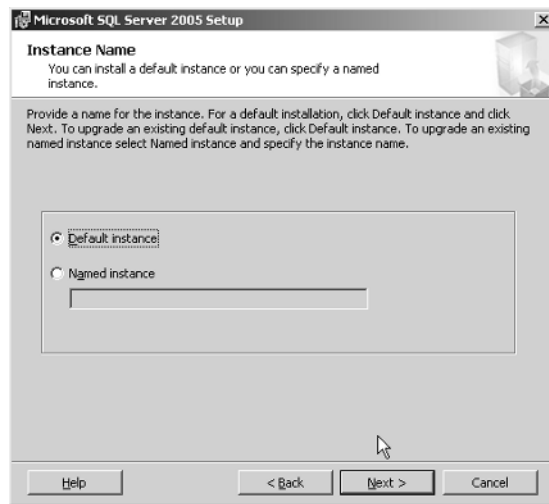 Microsoft SQL Server 2005 Setup
Instance Name
You can install a default instance or you can specify a named
instance.
Provide a name for the instance. For a default installation, click Default instance and click
Next. To upgrade an existing default instance, click Default instance. To upgrade an existing
named instance select Named instance and specify the instance name.
Default instance
Named instance
Help
< Back
Next >
Cancel